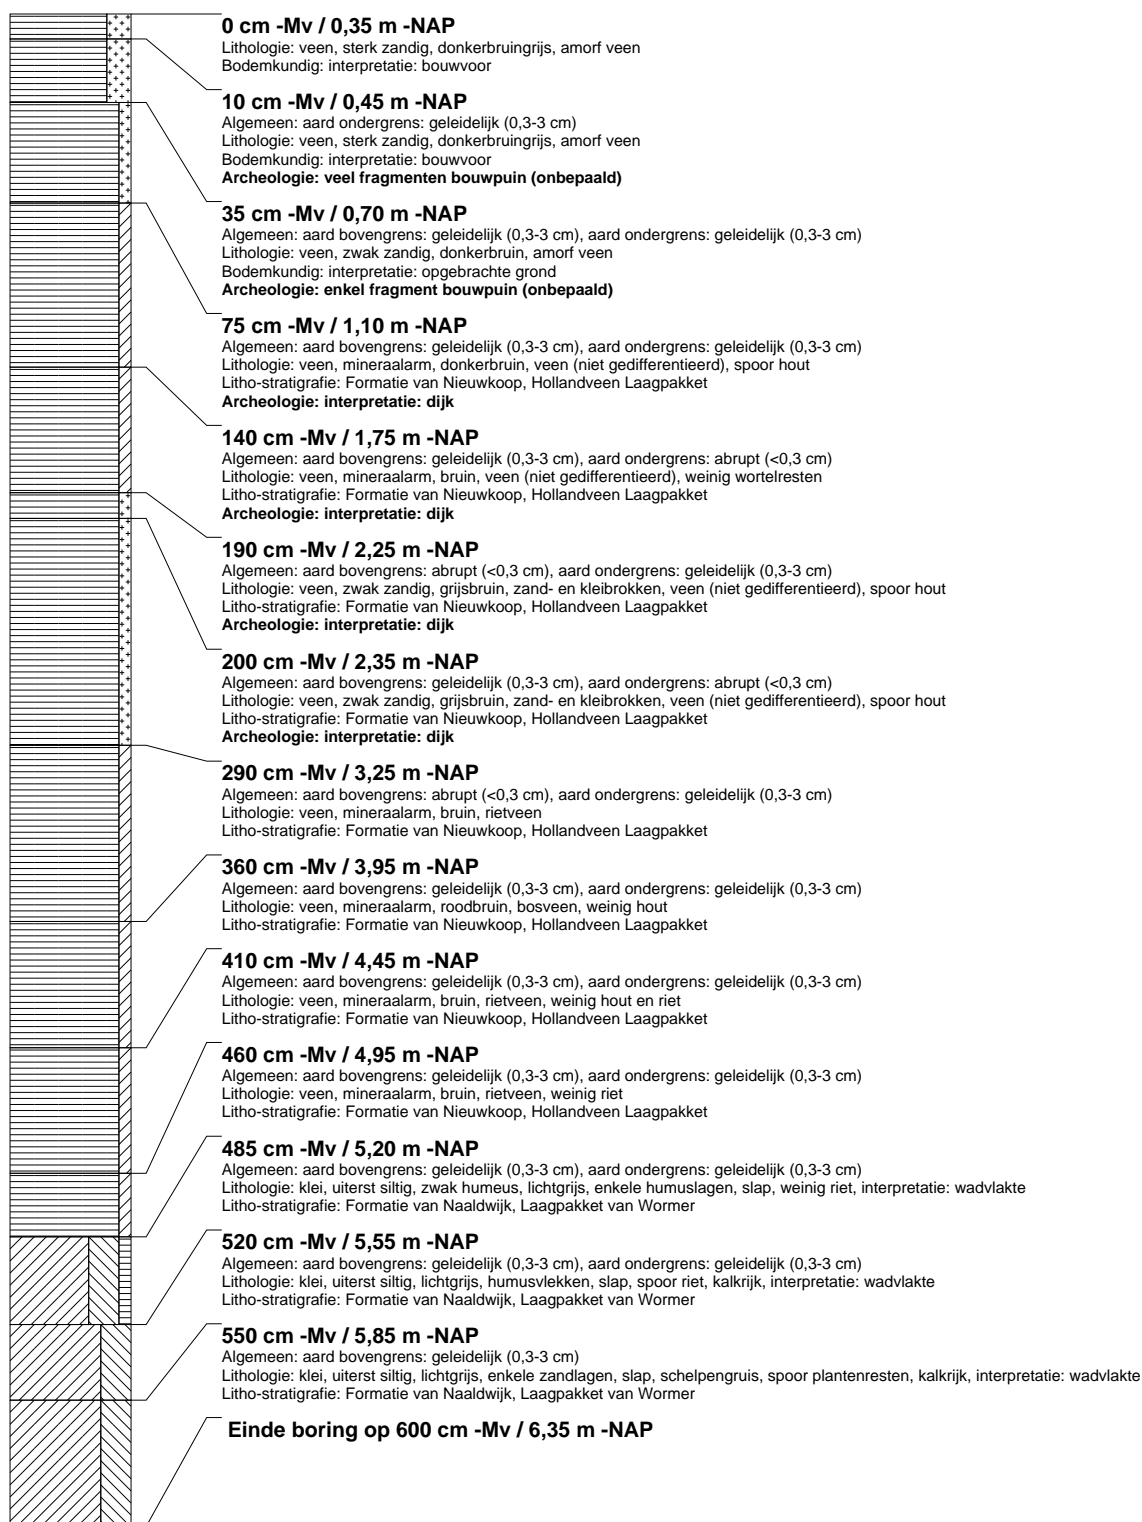 0 cm -Mv / 0,35 m -NAP
Lithologie: veen, sterk zandig, donkerbruingrijs, amorf veen
Bodemkundig: interpretatie: bouwvoor
10 cm -Mv / 0,45 m -NAP
Algemeen: aard ondergrens: geleidelijk (0,3-3 cm)
Lithologie: veen, sterk zandig, donkerbruingrijs, amorf veen
Bodemkundig: interpretatie: bouwvoor
Archeologie: veel fragmenten bouwpuin (onbepaald)
35 cm -Mv / 0,70 m -NAP
Algemeen: aard bovengrens: geleidelijk (0,3-3 cm), aard ondergrens: geleidelijk (0,3-3 cm)
Lithologie: veen, zwak zandig, donkerbruin, amorf veen
Bodemkundig: interpretatie: opgebrachte grond
Archeologie: enkel fragment bouwpuin (onbepaald)
75 cm -Mv / 1,10 m -NAP
Algemeen: aard bovengrens: geleidelijk (0,3-3 cm), aard ondergrens: geleidelijk (0,3-3 cm)
Lithologie: veen, mineraalarm, donkerbruin, veen (niet gedifferentieerd), spoor hout
Litho-stratigrafie: Formatie van Nieuwkoop, Hollandveen Laagpakket
Archeologie: interpretatie: dijk
140 cm -Mv / 1,75 m -NAP
Algemeen: aard bovengrens: geleidelijk (0,3-3 cm), aard ondergrens: abrupt (<0,3 cm)
Lithologie: veen, mineraalarm, bruin, veen (niet gedifferentieerd), weinig wortelresten
Litho-stratigrafie: Formatie van Nieuwkoop, Hollandveen Laagpakket
Archeologie: interpretatie: dijk
190 cm -Mv / 2,25 m -NAP
Algemeen: aard bovengrens: abrupt (<0,3 cm), aard ondergrens: geleidelijk (0,3-3 cm)
Lithologie: veen, zwak zandig, grijsbruin, zand- en kleibrokken, veen (niet gedifferentieerd), spoor hout
Litho-stratigrafie: Formatie van Nieuwkoop, Hollandveen Laagpakket
Archeologie: interpretatie: dijk
200 cm -Mv / 2,35 m -NAP
Algemeen: aard bovengrens: geleidelijk (0,3-3 cm), aard ondergrens: abrupt (<0,3 cm)
Lithologie: veen, zwak zandig, grijsbruin, zand- en kleibrokken, veen (niet gedifferentieerd), spoor hout
Litho-stratigrafie: Formatie van Nieuwkoop, Hollandveen Laagpakket
Archeologie: interpretatie: dijk
290 cm -Mv / 3,25 m -NAP
Algemeen: aard bovengrens: abrupt (<0,3 cm), aard ondergrens: geleidelijk (0,3-3 cm)
Lithologie: veen, mineraalarm, bruin, rietveen
Litho-stratigrafie: Formatie van Nieuwkoop, Hollandveen Laagpakket
360 cm -Mv / 3,95 m -NAP
Algemeen: aard bovengrens: geleidelijk (0,3-3 cm), aard ondergrens: geleidelijk (0,3-3 cm)
Lithologie: veen, mineraalarm, roodbruin, bosveen, weinig hout
Litho-stratigrafie: Formatie van Nieuwkoop, Hollandveen Laagpakket
410 cm -Mv / 4,45 m -NAP
Algemeen: aard bovengrens: geleidelijk (0,3-3 cm), aard ondergrens: geleidelijk (0,3-3 cm)
Lithologie: veen, mineraalarm, bruin, rietveen, weinig hout en riet
Litho-stratigrafie: Formatie van Nieuwkoop, Hollandveen Laagpakket
460 cm -Mv / 4,95 m -NAP
Algemeen: aard bovengrens: geleidelijk (0,3-3 cm), aard ondergrens: geleidelijk (0,3-3 cm)
Lithologie: veen, mineraalarm, bruin, rietveen, weinig riet
Litho-stratigrafie: Formatie van Nieuwkoop, Hollandveen Laagpakket
485 cm -Mv / 5,20 m -NAP
Algemeen: aard bovengrens: geleidelijk (0,3-3 cm), aard ondergrens: geleidelijk (0,3-3 cm)
Lithologie: klei, uiterst siltig, zwak humeus, lichtgrijs, enkele humuslagen, slap, weinig riet, interpretatie: wadvlakte
Litho-stratigrafie: Formatie van Naaldwijk, Laagpakket van Wormer
520 cm -Mv / 5,55 m -NAP
Algemeen: aard bovengrens: geleidelijk (0,3-3 cm), aard ondergrens: geleidelijk (0,3-3 cm)
Lithologie: klei, uiterst siltig, lichtgrijs, humusvlekken, slap, spoor riet, kalkrijk, interpretatie: wadvlakte
Litho-stratigrafie: Formatie van Naaldwijk, Laagpakket van Wormer
550 cm -Mv / 5,85 m -NAP
Algemeen: aard bovengrens: geleidelijk (0,3-3 cm)
Lithologie: klei, uiterst siltig, lichtgrijs, enkele zandlagen, slap, schelpengruis, spoor plantenresten, kalkrijk, interpretatie: wadvlakte
Litho-stratigrafie: Formatie van Naaldwijk, Laagpakket van Wormer
Einde boring op 600 cm -Mv / 6,35 m -NAP